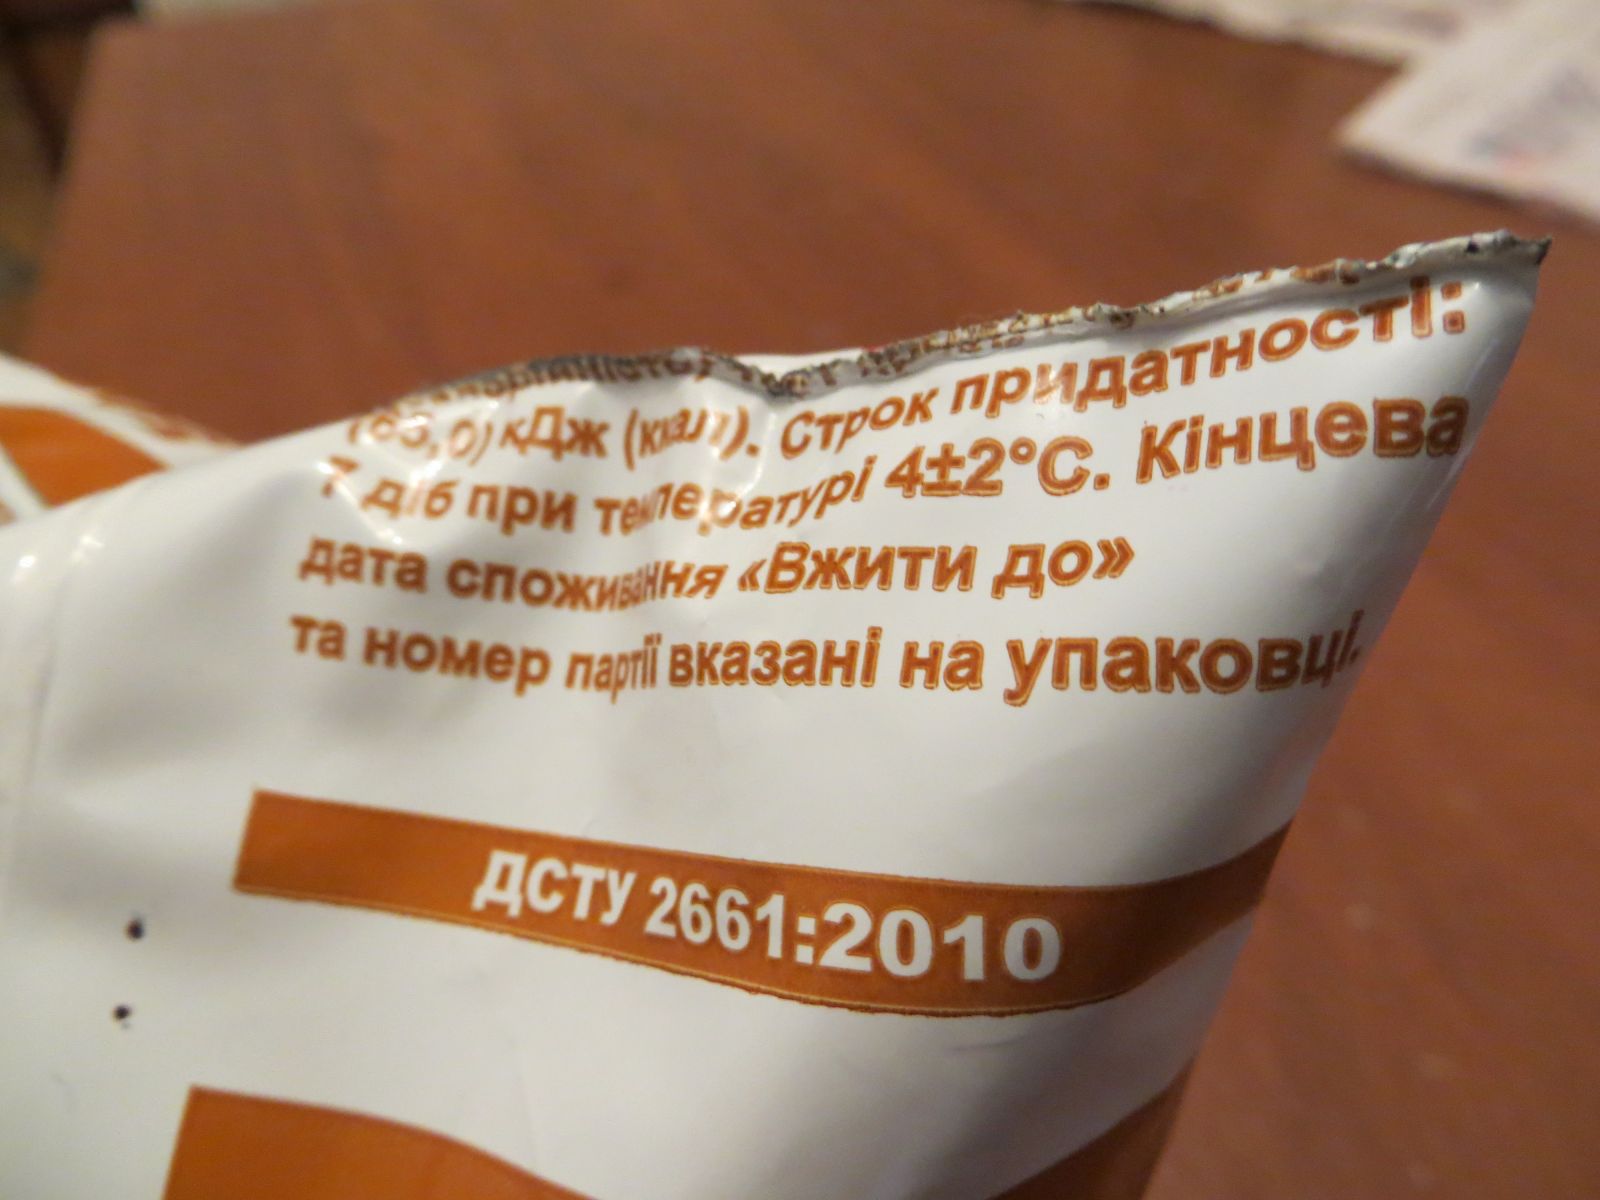 кДж (ккал). Строк придатності:
7 діб при температурі 4±2°С. Кінцева
дата споживання «Вжити до»
та номер партії вказані на упаковці.
ДСТУ 2661:2010